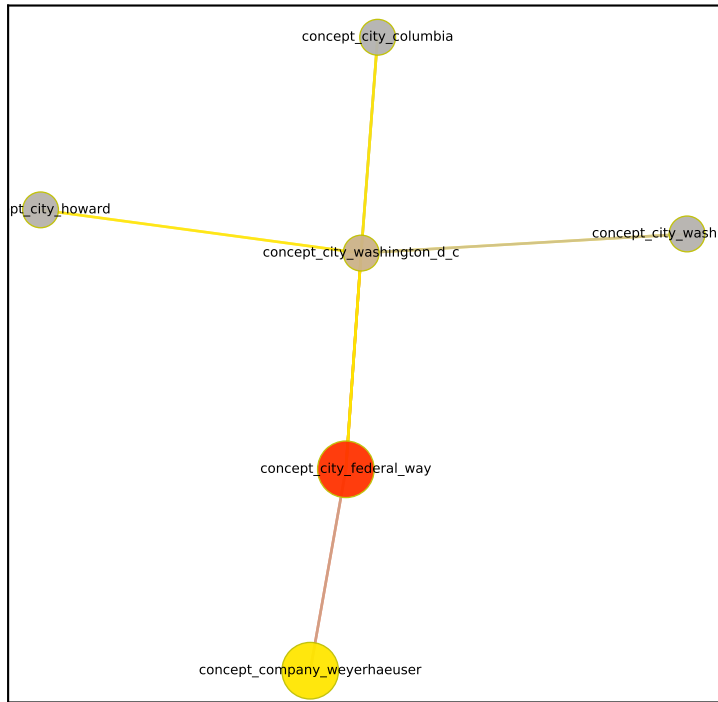 concept_city_columbia
pt_city_howard
concept_city_wash
concept_city_washington_d_c
concept_city_federal_way
concept_company_weyerhaeuser